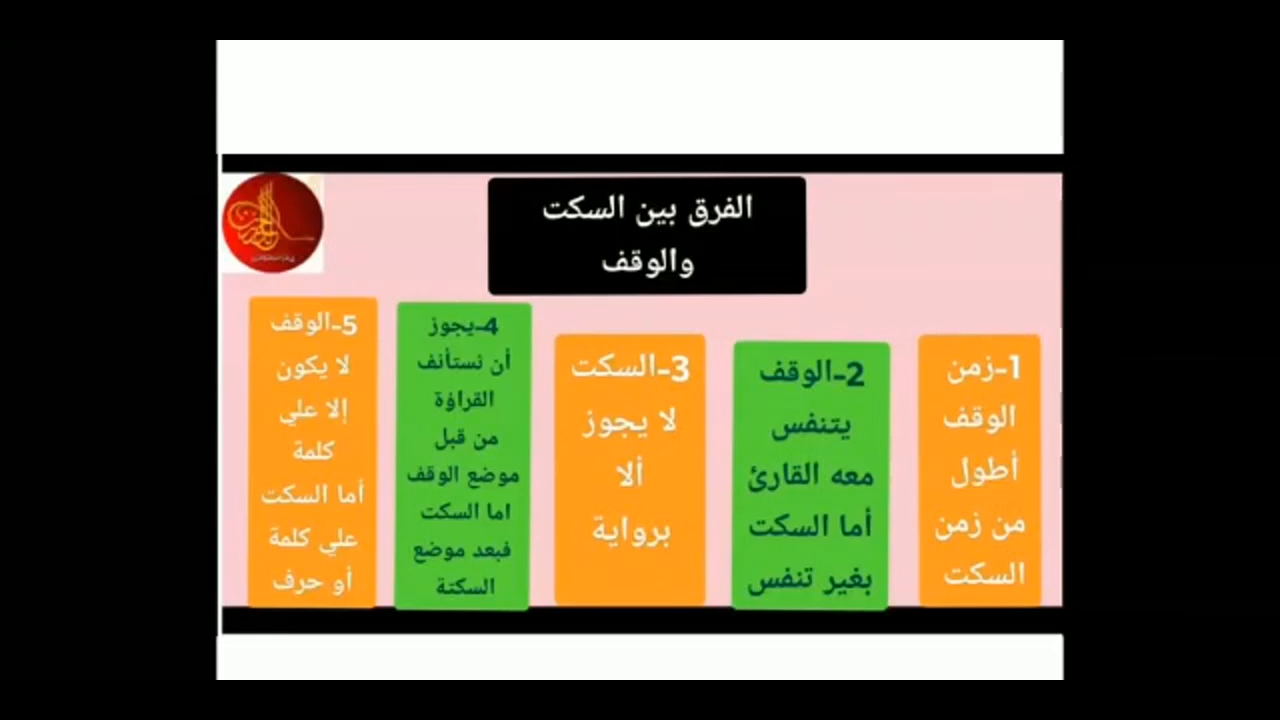 الفرق بين السكت
والوقف
1-زمن
الوقف
أطول
من زمن
السكت
2-الوقف
يتنفس
معه القارئ
أما السكت
بغير تنفس
3-السكت
لا يجوز
ألا
برواية
4-يجوز
أن نستأنف
القراؤة
من قبل
موضع الوقف
اما السكت
فبعد موضع
السكتة
5-الوقف
لا يكون
إلا علي
كلمة
أما السكت
علي كلمة
أو حرف